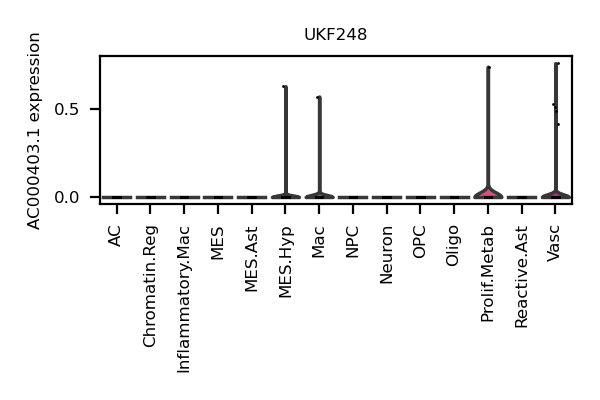 UKF248
AC000403.1 expression
0.5
0.0
AC
Chromatin.Reg
Inflammatory.Mac
MES
MES.Ast
MES.Hyp
Mac
NPC
Neuron
OPC
Oligo
Prolif.Metab
Reactive.Ast
Vasc